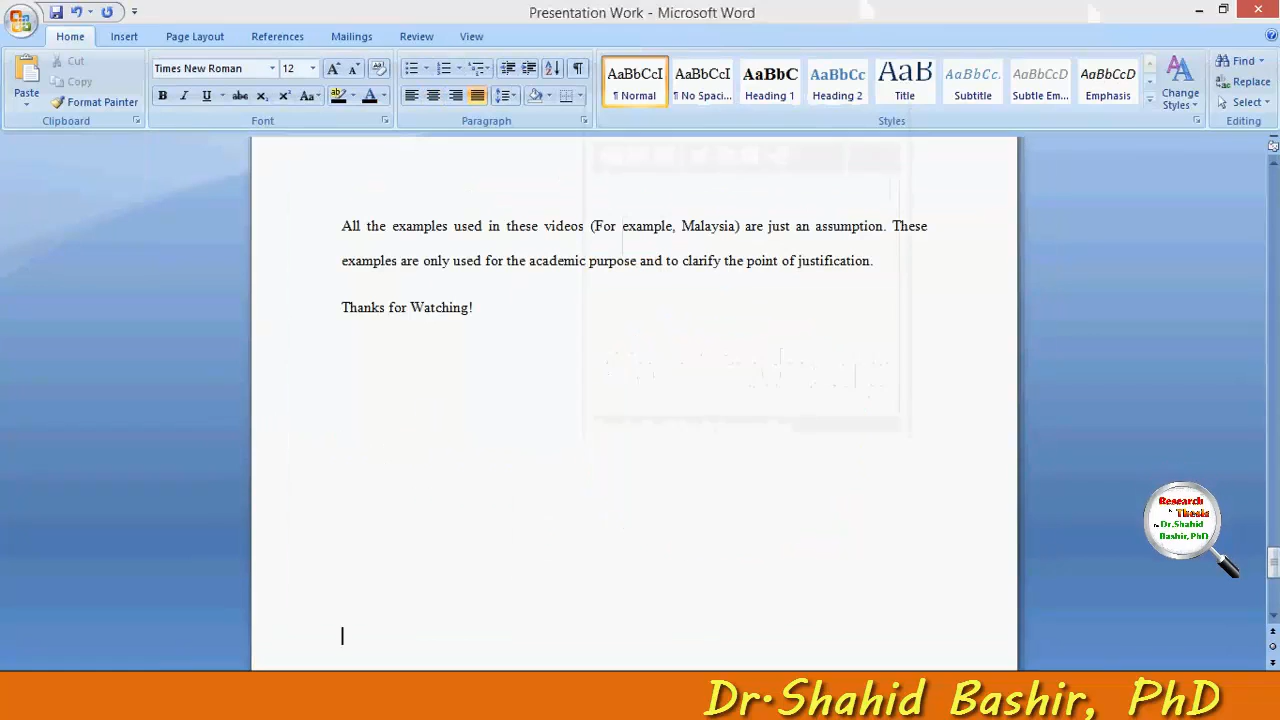 Presentation Work - Microsoft Word
Home Insert Page Layout References Mailings Review View
Paste
Cut
Copy
Format Painter
Clipboard
Times New Roman 12
Font
Paragraph
AaBbCcI AaBbCcI AaBbC AaBbCc AaB AaBbCc. AaBbCcD AaBbCcD
¶ Normal ¶ No Spaci... Heading 1 Heading 2 Title Subtitle Subtle Em... Emphasis
Change
Styles
Styles
Find
Replace
Select
Editing
All the examples used in these videos (For example, Malaysia) are just an assumption. These
examples are only used for the academic purpose and to clarify the point of justification.
Thanks for Watching!
Research
Thesis
Dr.Shahid
Bashir, PhD
Dr.Shahid Bashir, PhD